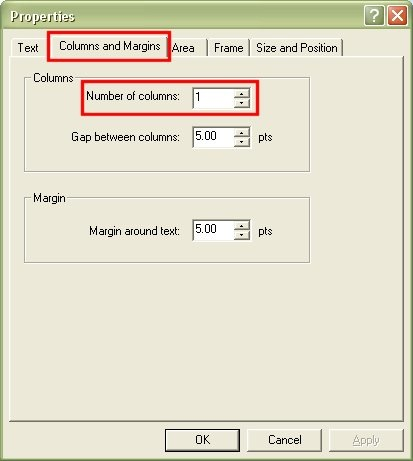 Properties
?
Text Columns and Margins Area Frame Size and Position
Columns
Number of columns: 1
Gap between columns: 5.00 pts
Margin
Margin around text: 5.00 pts
OK Cancel Apply